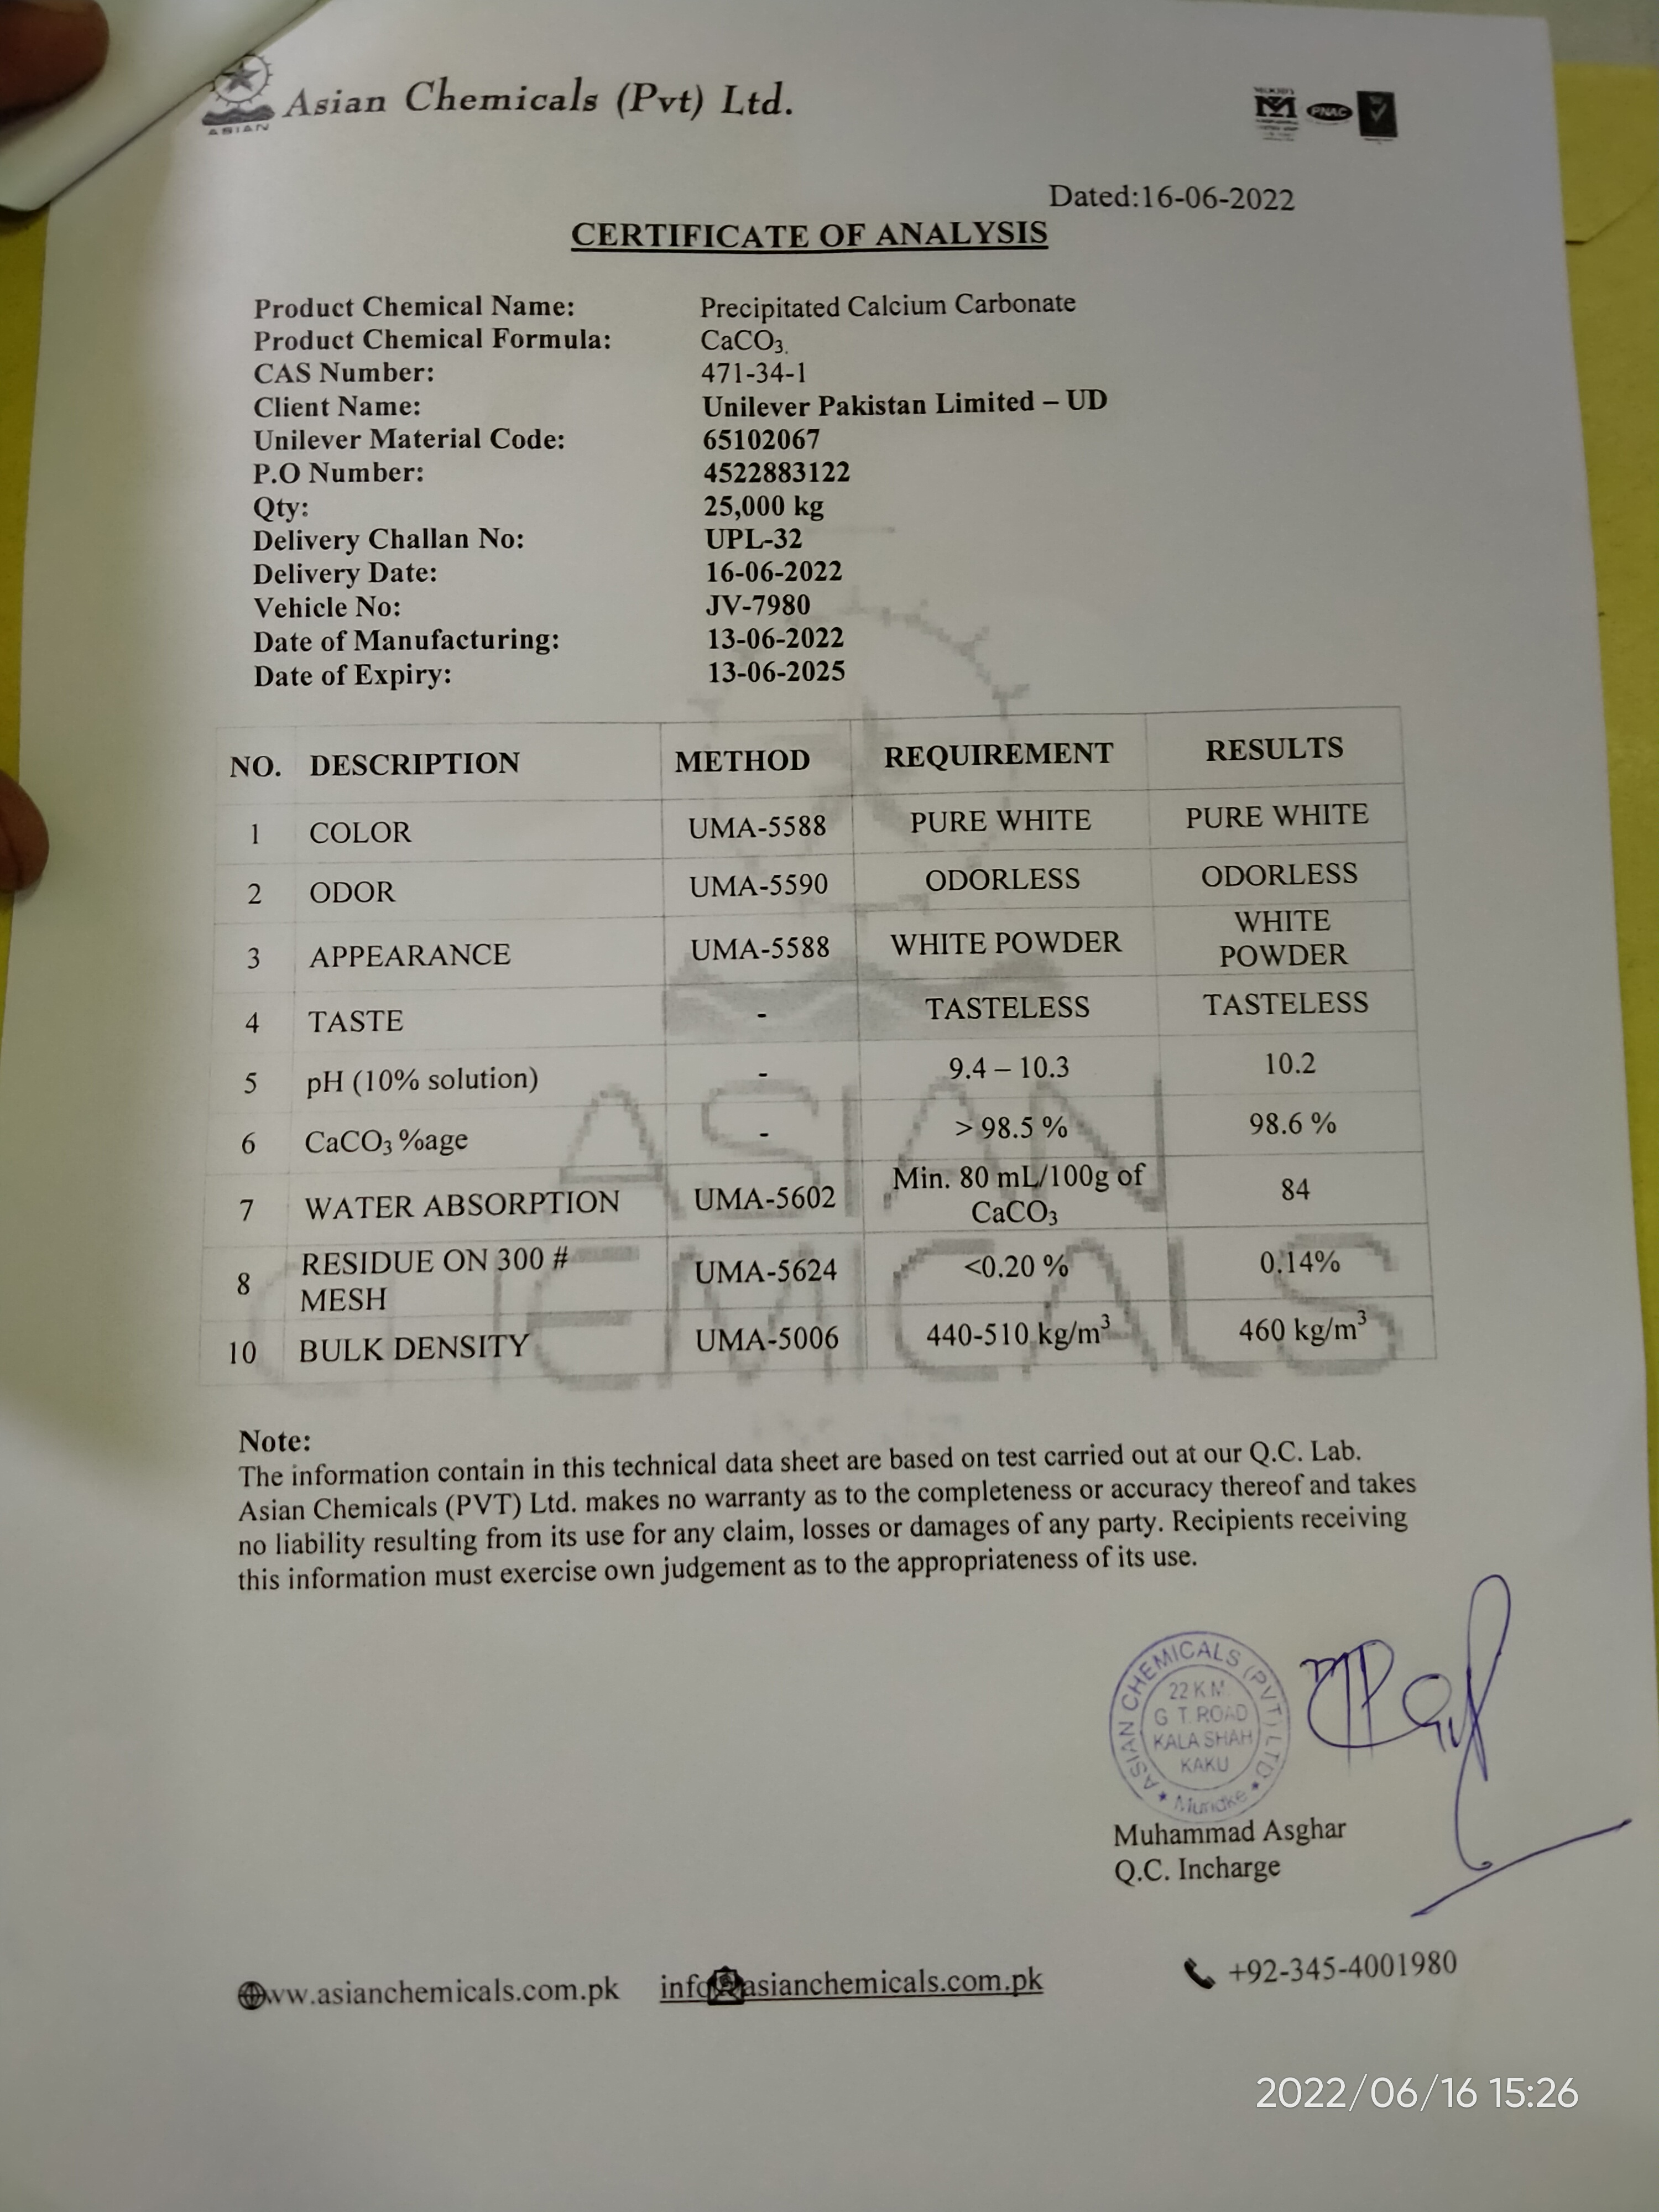 Asian Chemicals (Pvt) Ltd.
ASIAN
PNAC
Dated:16-06-2022
CERTIFICATE OF ANALYSIS
Product Chemical Name: Precipitated Calcium Carbonate
Product Chemical Formula: CaCO₃.
CAS Number: 471-34-1
Client Name: Unilever Pakistan Limited – UD
Unilever Material Code: 65102067
P.O Number: 4522883122
Qty: 25,000 kg
Delivery Challan No: UPL-32
Delivery Date: 16-06-2022
Vehicle No: JV-7980
Date of Manufacturing: 13-06-2022
Date of Expiry: 13-06-2025
NO. DESCRIPTION METHOD REQUIREMENT RESULTS
1 COLOR UMA-5588 PURE WHITE PURE WHITE
2 ODOR UMA-5590 ODORLESS ODORLESS
3 APPEARANCE UMA-5588 WHITE POWDER WHITE
POWDER
4 TASTE - TASTELESS TASTELESS
5 pH (10% solution) - 9.4 – 10.3 10.2
6 CaCO₃ %age - > 98.5 % 98.6 %
7 WATER ABSORPTION UMA-5602 Min. 80 mL/100g of
CaCO₃ 84
8 RESIDUE ON 300 #
MESH UMA-5624 <0.20 % 0.14%
10 BULK DENSITY UMA-5006 440-510 kg/m³ 460 kg/m³
ASIAN
CHEMICALS
Note:
The information contain in this technical data sheet are based on test carried out at our Q.C. Lab.
Asian Chemicals (PVT) Ltd. makes no warranty as to the completeness or accuracy thereof and takes
no liability resulting from its use for any claim, losses or damages of any party. Recipients receiving
this information must exercise own judgement as to the appropriateness of its use.
ASIAN CHEMICALS (PVT) LTD
22 K.M.
G T. ROAD
KALA SHAH
KAKU
Muridke
Muhammad Asghar
Q.C. Incharge
www.asianchemicals.com.pk info@asianchemicals.com.pk +92-345-4001980
2022/06/16 15:26